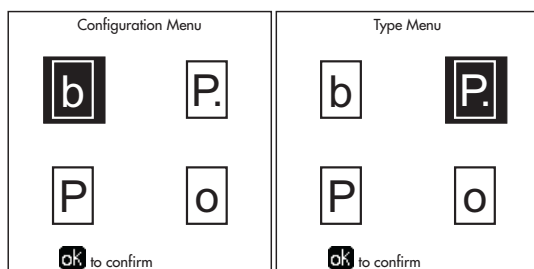 Configuration Menu
b P.
P o
ok to confirm
Type Menu
b P.
P o
ok to confirm